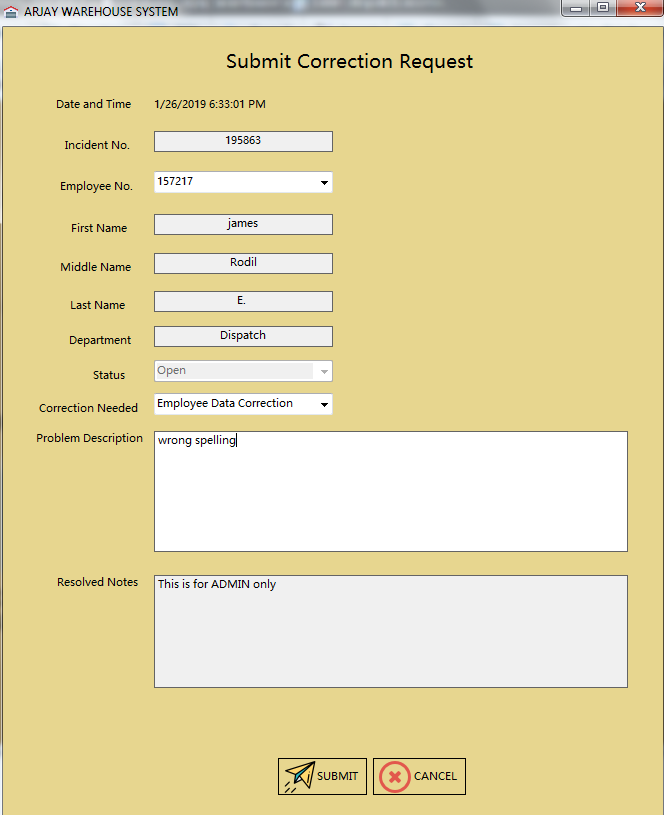 ARJAY WAREHOUSE SYSTEM
Submit Correction Request
Date and Time 1/26/2019 6:33:01 PM
Incident No. 195863
Employee No. 157217
First Name james
Middle Name Rodil
Last Name E.
Department Dispatch
Status Open
Correction Needed Employee Data Correction
Problem Description wrong spelling
Resolved Notes This is for ADMIN only
SUBMIT CANCEL